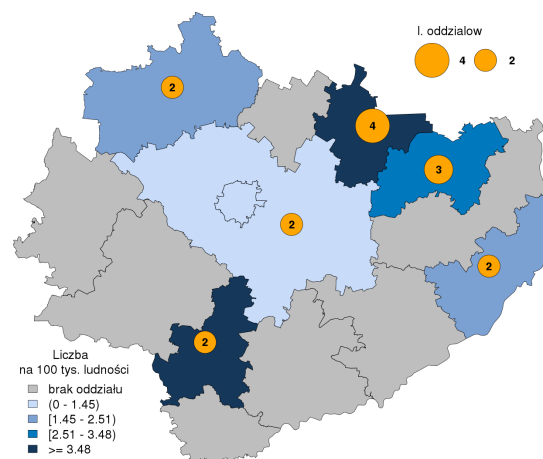 l. oddzialow
4 2
2
4
3
2
2
2
Liczba
na 100 tys. ludności
brak oddziału
(0 - 1.45)
[1.45 - 2.51)
[2.51 - 3.48)
>= 3.48